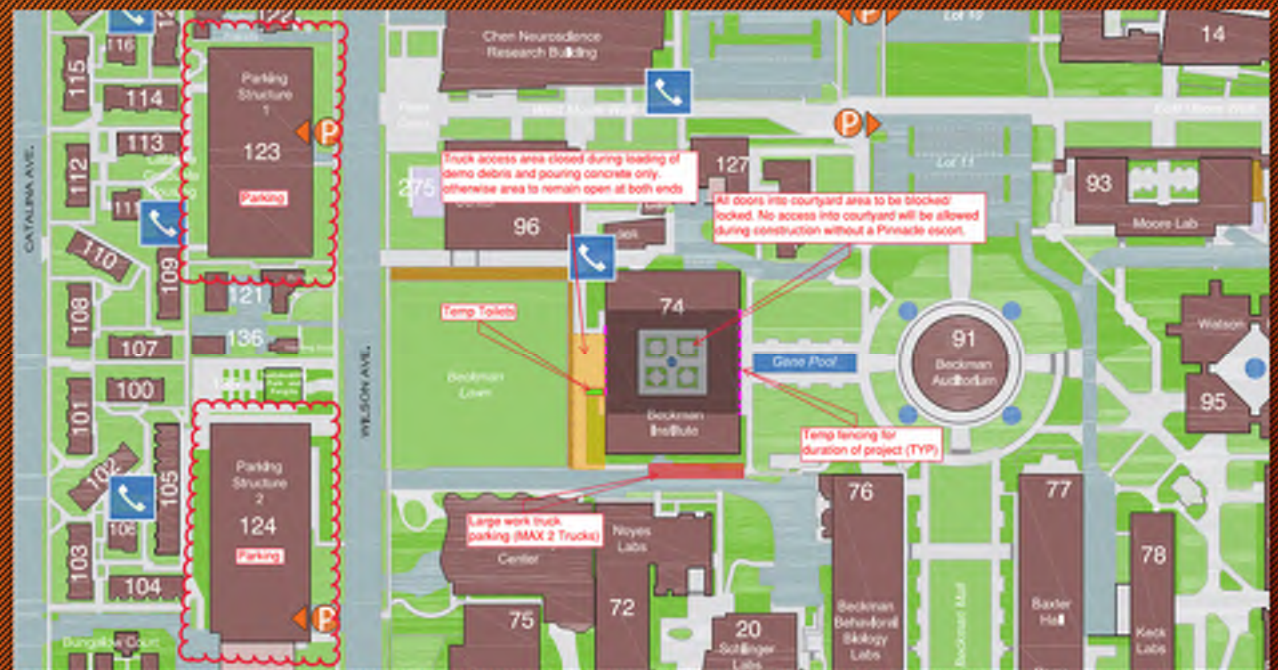 116
115
114
113
112
111
110
109
108
107
100
101
105
106
103
104
121
136
CATALINA AVE.
WILSON AVE.
Parking
Structure
1
123
Parking
P
Parking
Structure
2
124
Parking
P
Bungalow Court
Chen Neuroscience
Research Building
Lot 10
14
P
Truck access area closed during loading of
demo debris and pouring concrete only.
otherwise area to remain open at both ends
275
96
127
Lot 11
93
Moore Lab
All doors into courtyard area to be blocked/
locked. No access into courtyard will be allowed
during construction without a Pinnacle escort.
Temp Toilets
Beckman
Lawn
74
Beckman
Institute
Gene Pool
91
Beckman
Auditorium
Watson
95
Temp fencing for
duration of project (TYP)
Large work truck
parking (MAX 2 Trucks)
Center
Noyes
Labs
75
72
20
Schlinger
Labs
76
Beckman
Behavioral
Biology
Labs
Beckman Mall
77
Baxter
Hall
78
Keck
Labs